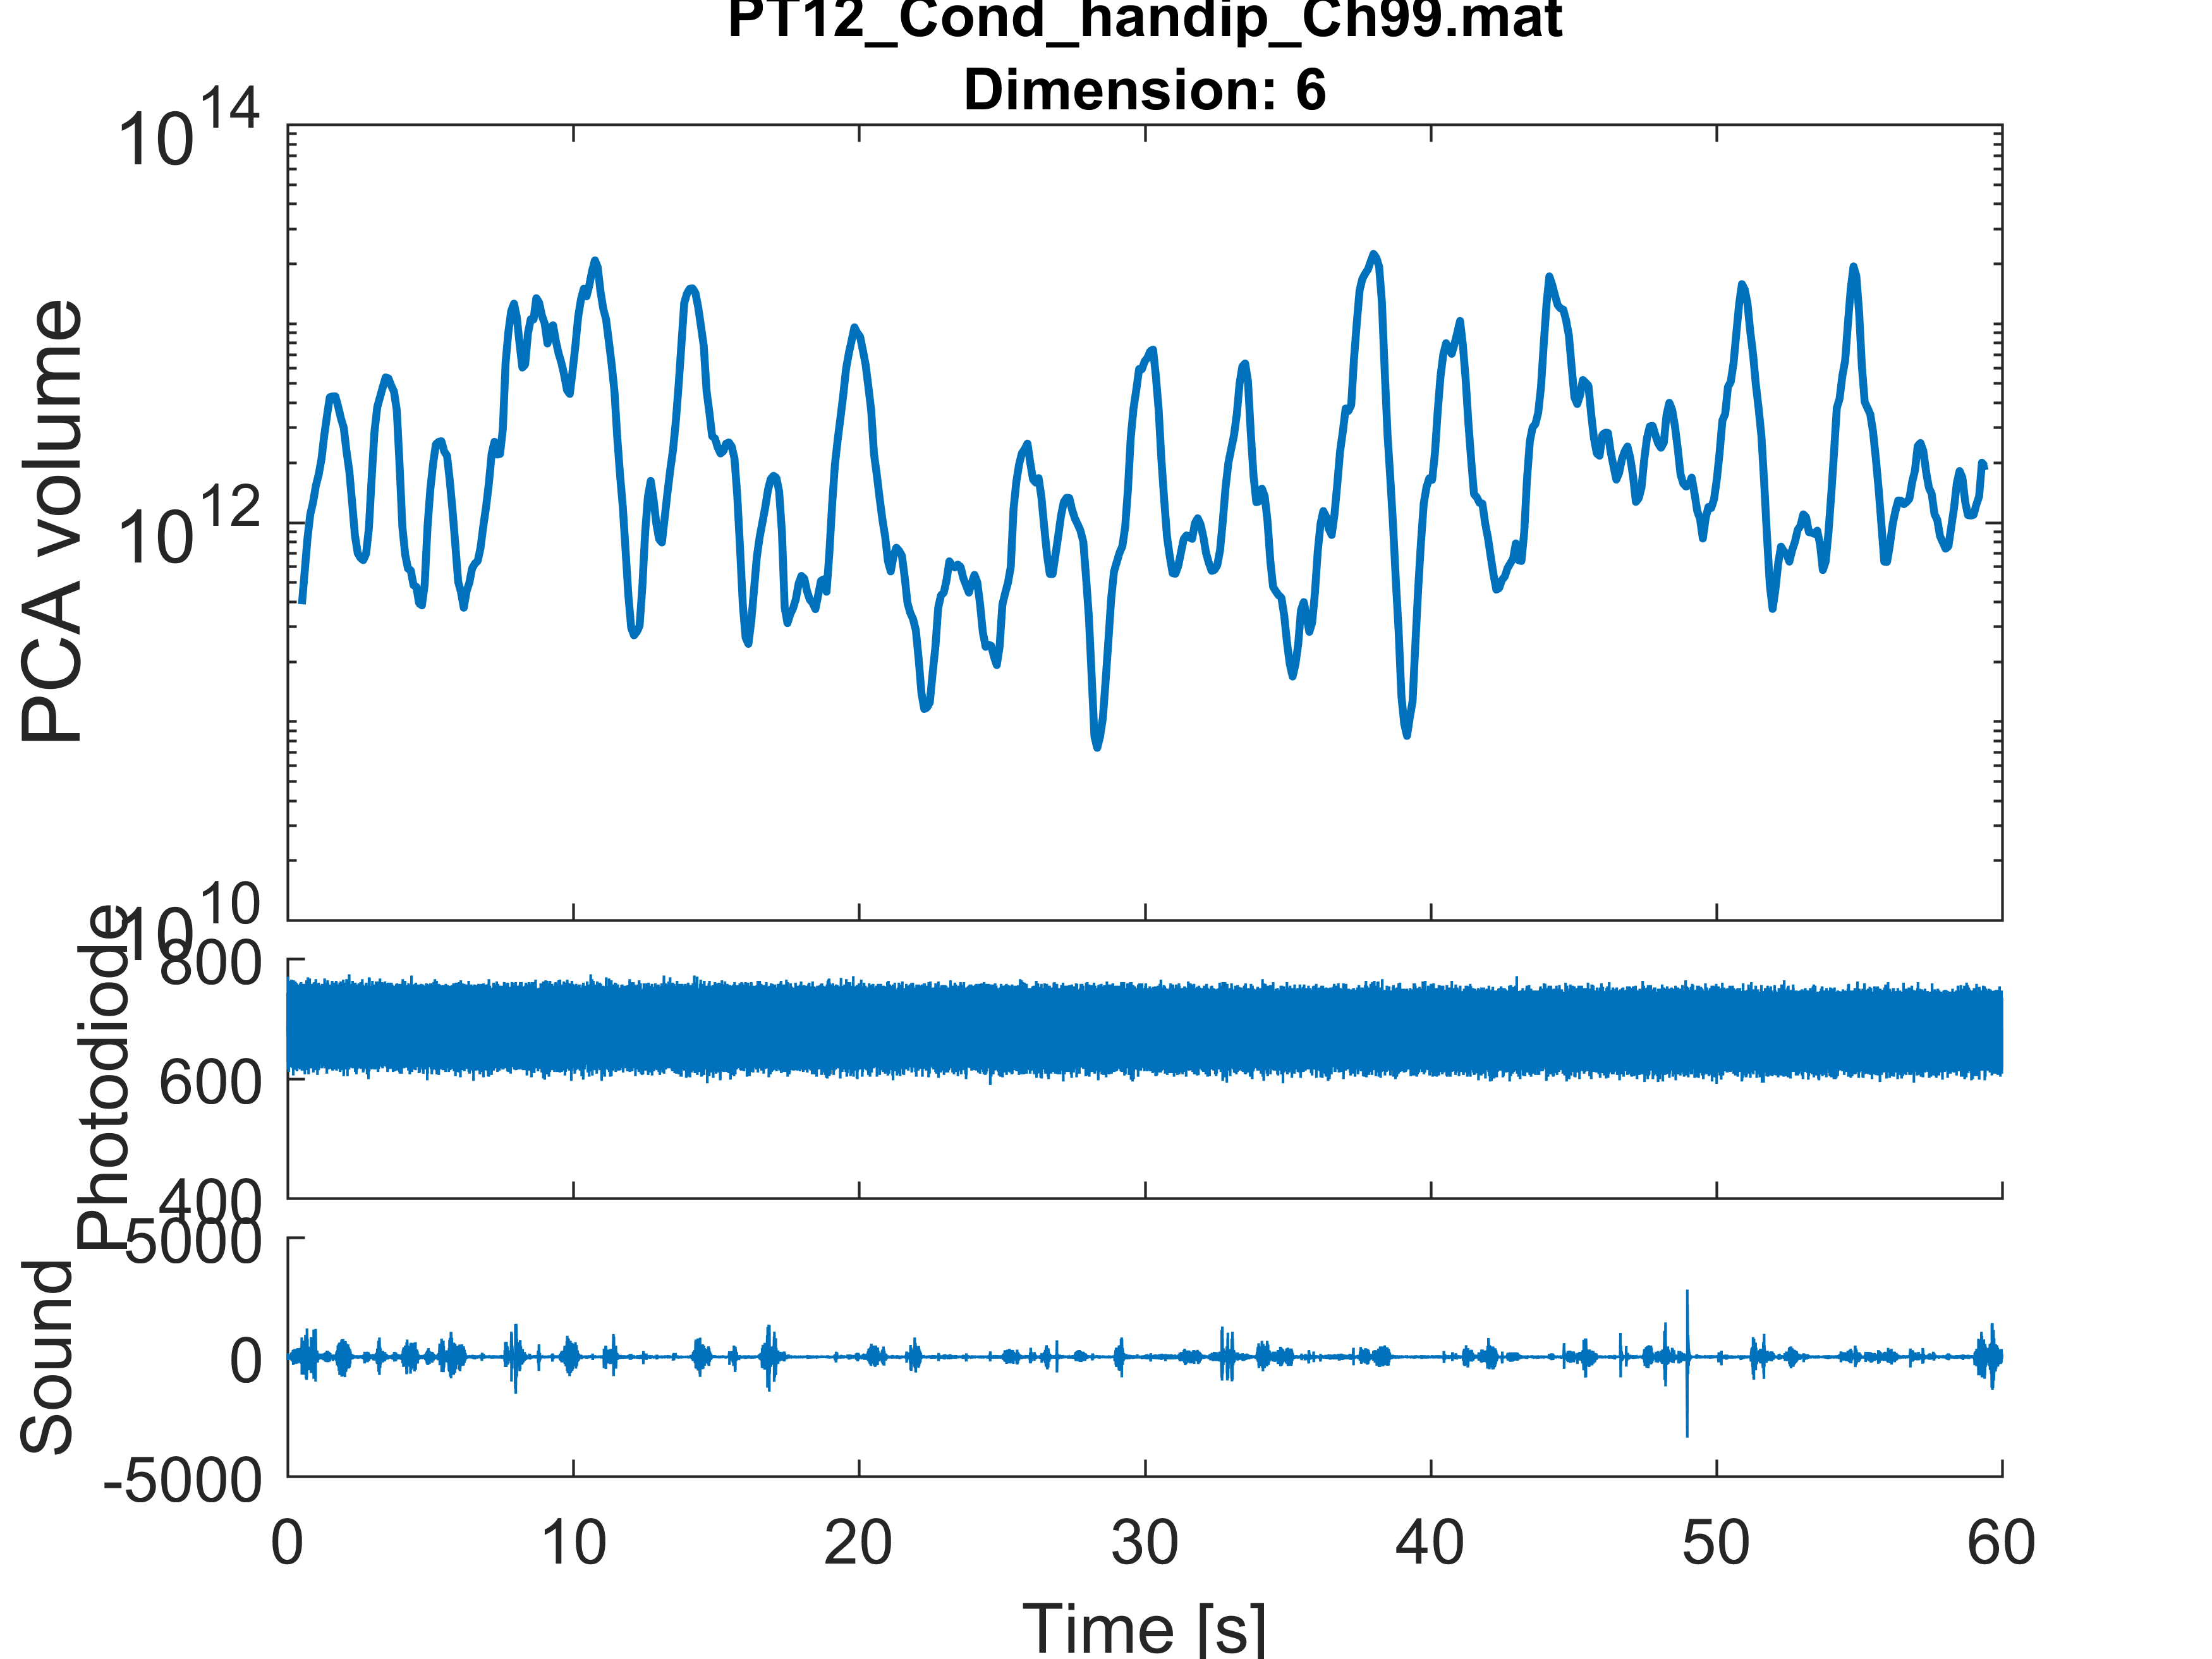 PT12_Cond_handip_Ch99.mat
Dimension: 6
10^14
10^12
10^10
PCA volume
800
600
400
Photodiode
5000
0
-5000
Sound
0 10 20 30 40 50 60
Time [s]